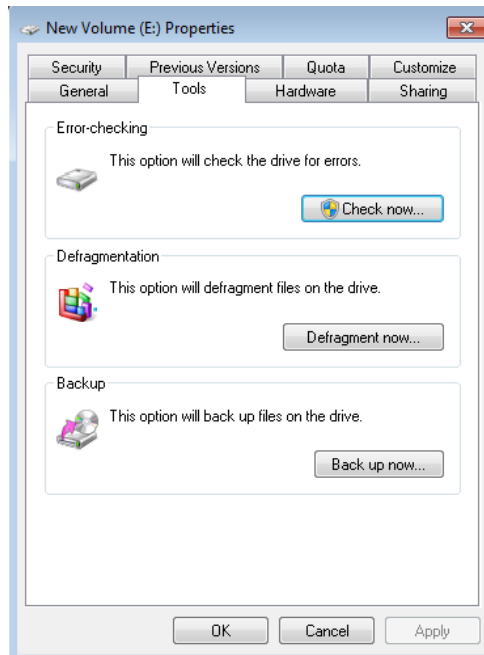 New Volume (E:) Properties
Security Previous Versions Quota Customize
General Tools Hardware Sharing
Error-checking
This option will check the drive for errors.
Check now...
Defragmentation
This option will defragment files on the drive.
Defragment now...
Backup
This option will back up files on the drive.
Back up now...
OK Cancel Apply